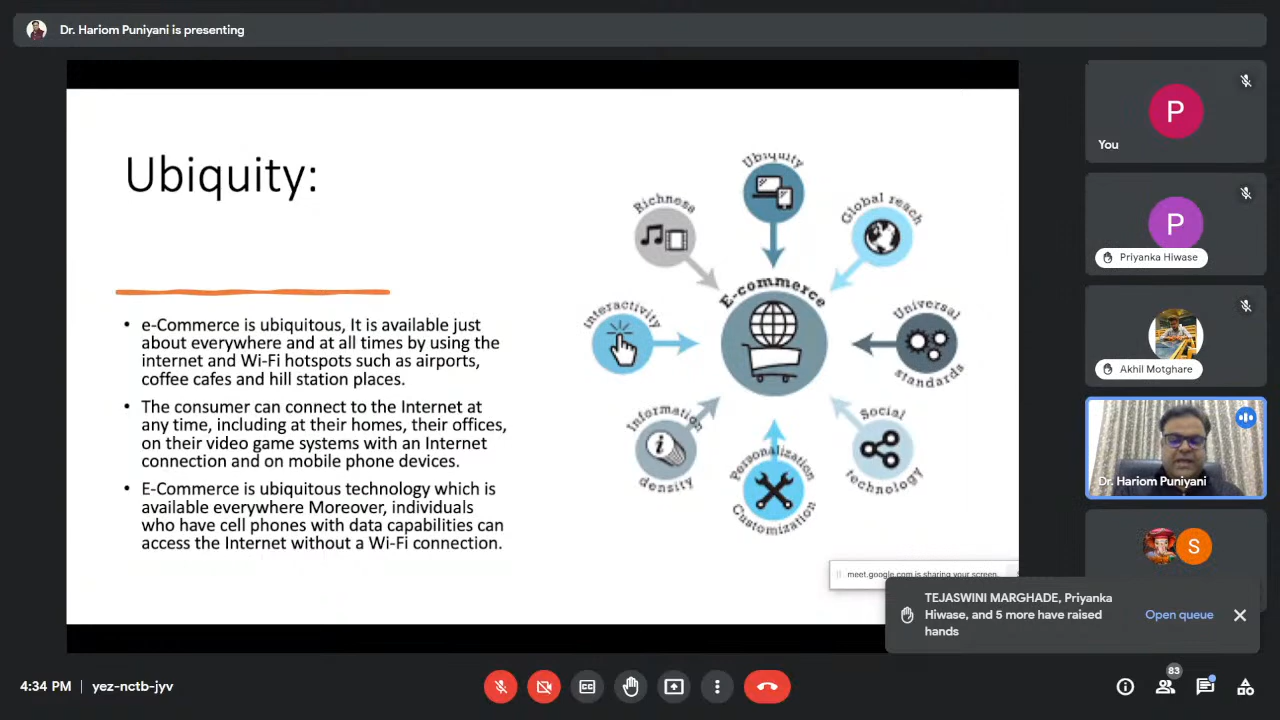 Dr. Hariom Puniyani is presenting
Ubiquity:
e-Commerce is ubiquitous, It is available just
about everywhere and at all times by using the
internet and Wi-Fi hotspots such as airports,
coffee cafes and hill station places.
The consumer can connect to the Internet at
any time, including at their homes, their offices,
on their video game systems with an Internet
connection and on mobile phone devices.
E-Commerce is ubiquitous technology which is
available everywhere Moreover, individuals
who have cell phones with data capabilities can
access the Internet without a Wi-Fi connection.
Ubiquity
Richness
Global reach
E-commerce
Interactivity
Universal
standards
Information
density
Social
technology
Personalization
Customization
meet.google.com is sharing your screen.
P
You
P
Priyanka Hiwase
Akhil Motghare
Dr. Hariom Puniyani
S
TEJASWINI MARGHADE, Priyanka
Hiwase, and 5 more have raised
hands
Open queue
4:34 PM | yez-nctb-jyv
83